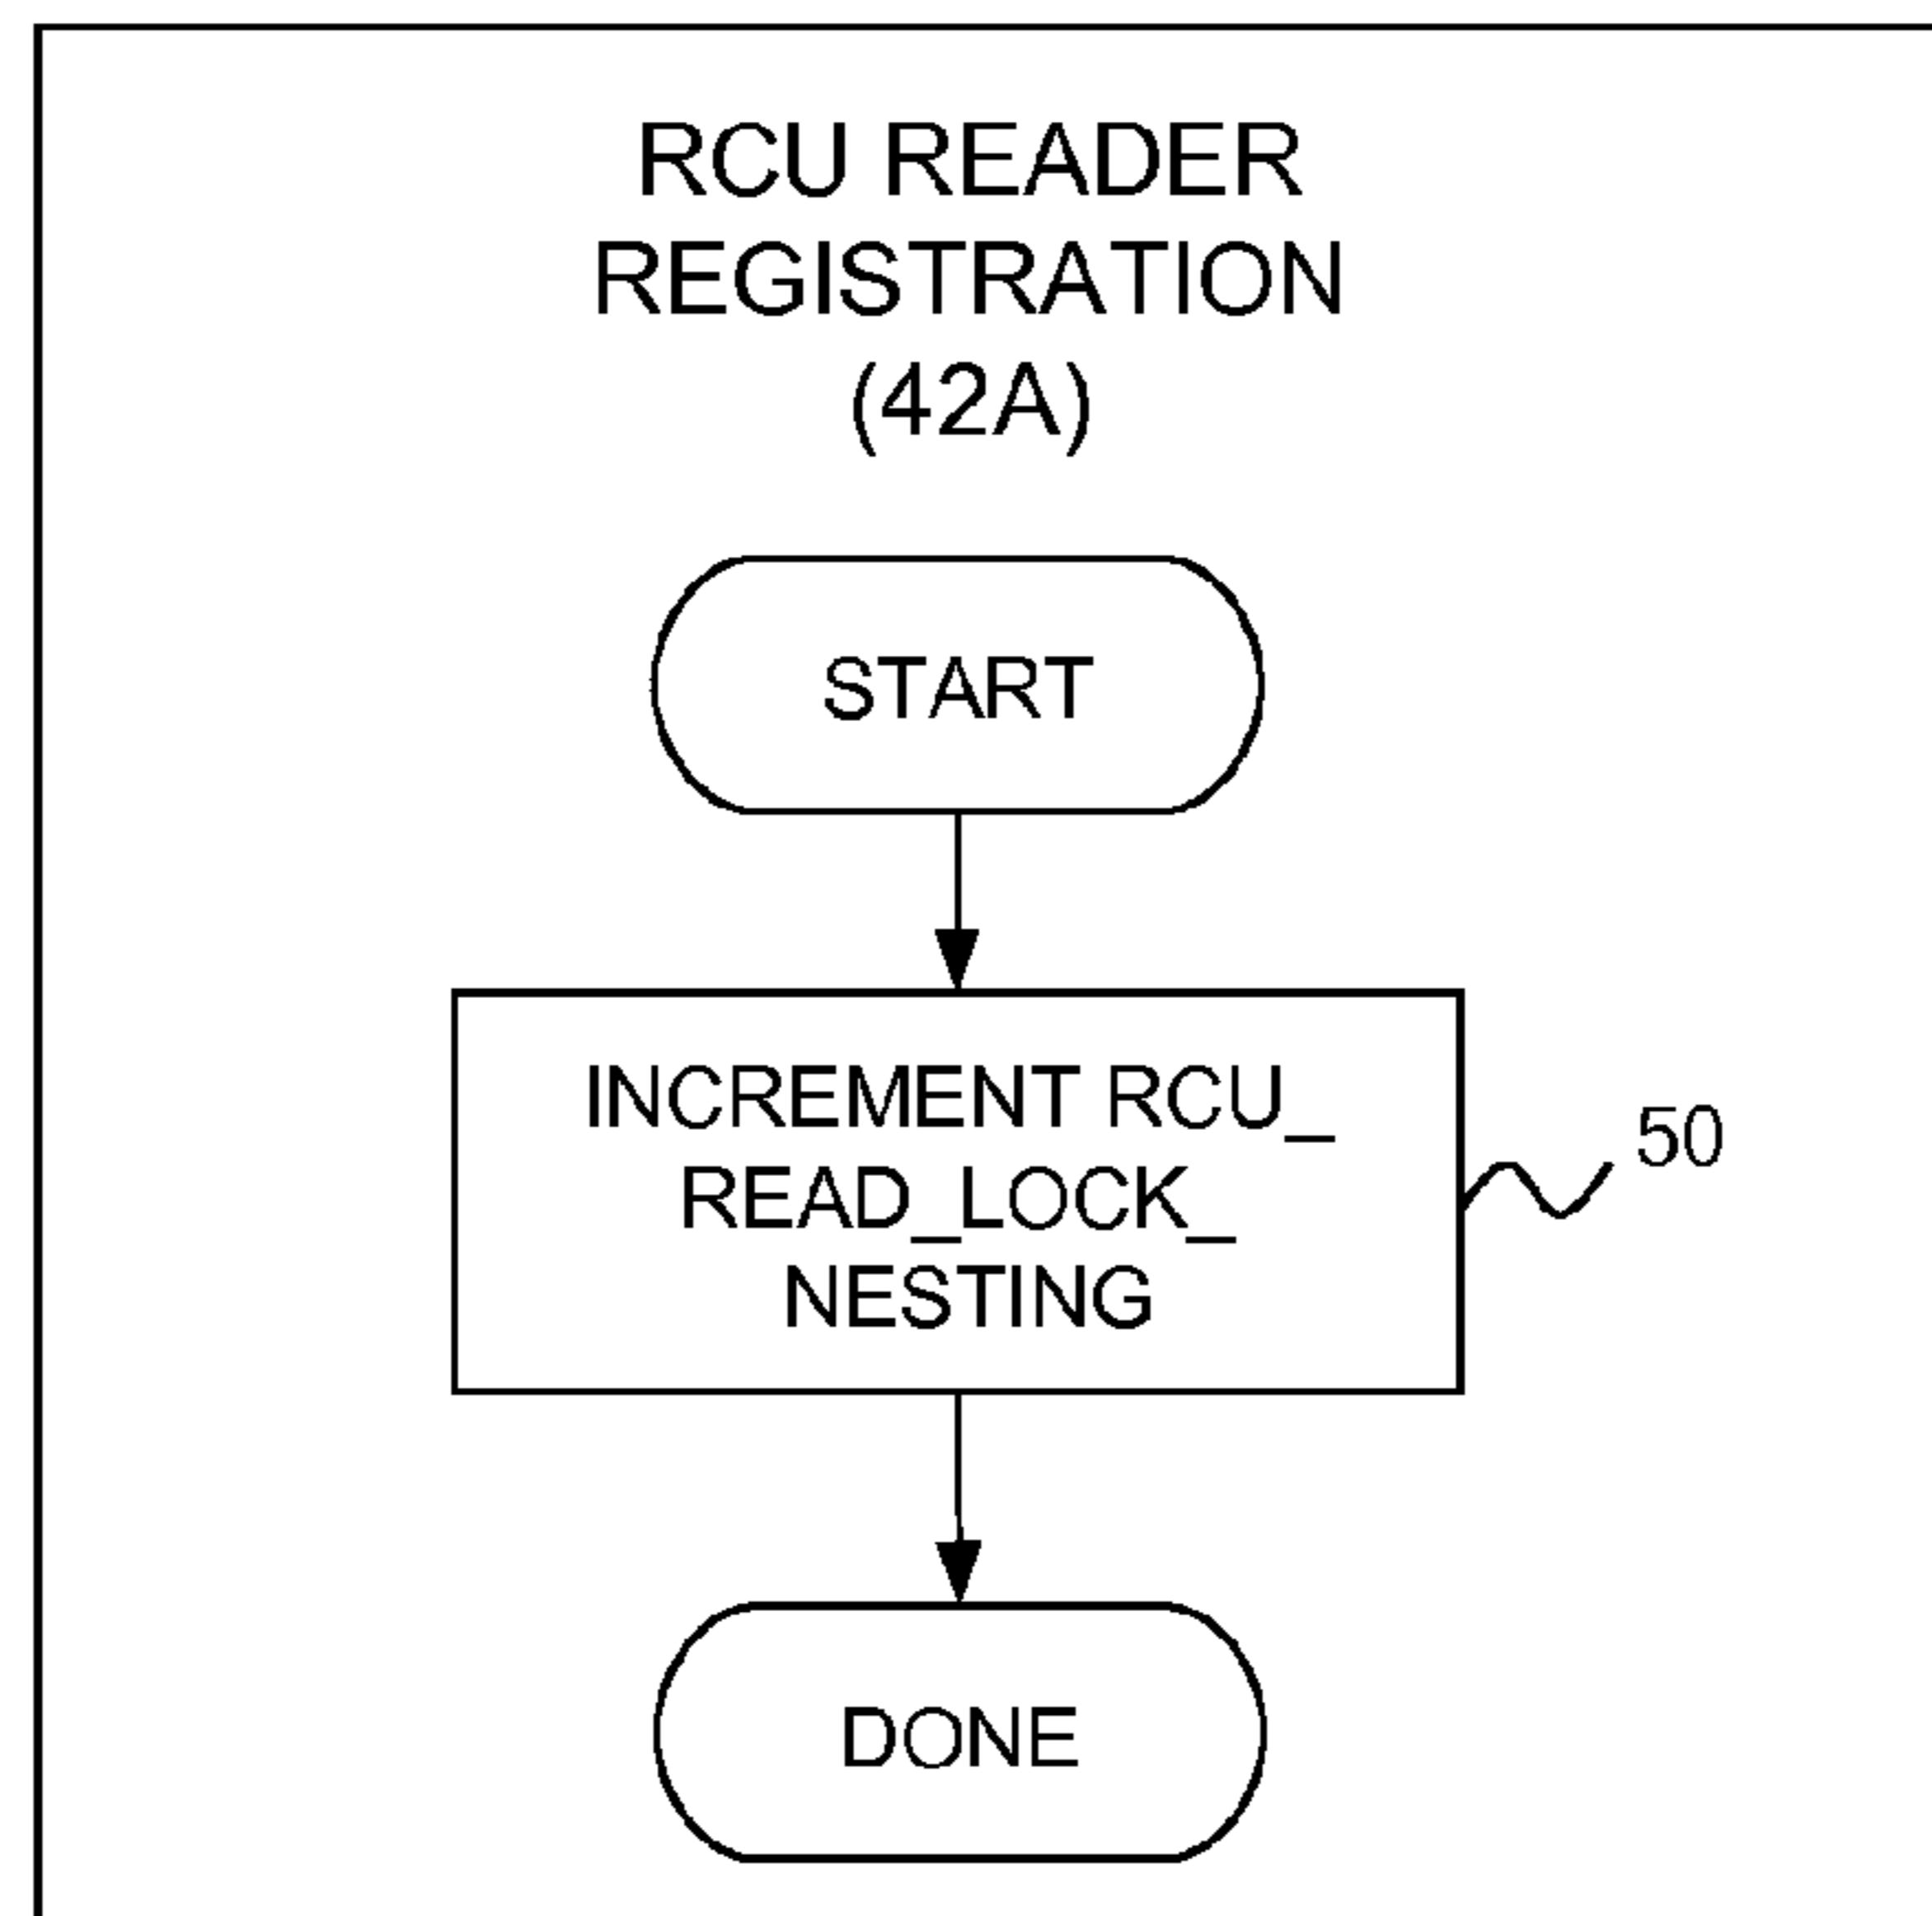 RCU READER
REGISTRATION
(42A)
START
INCREMENT RCU_
READ_LOCK_
NESTING
50
DONE